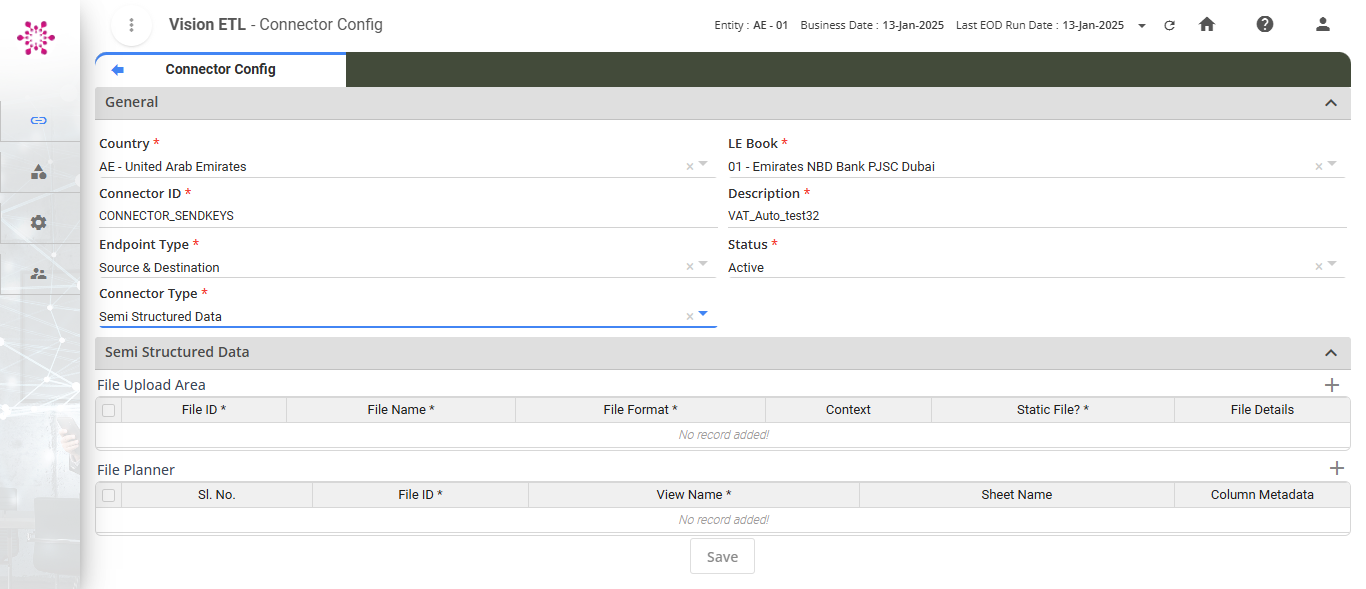 Vision ETL - Connector Config
Entity : AE - 01 Business Date : 13-Jan-2025 Last EOD Run Date : 13-Jan-2025
Connector Config
General
Country *
LE Book *
AE - United Arab Emirates
01 - Emirates NBD Bank PJSC Dubai
Connector ID *
Description *
CONNECTOR_SENDKEYS
VAT_Auto_test32
Endpoint Type *
Status *
Source & Destination
Active
Connector Type *
Semi Structured Data
Semi Structured Data
File Upload Area
File ID * File Name * File Format * Context Static File? * File Details
No record added!
File Planner
Sl. No. File ID * View Name * Sheet Name Column Metadata
No record added!
Save